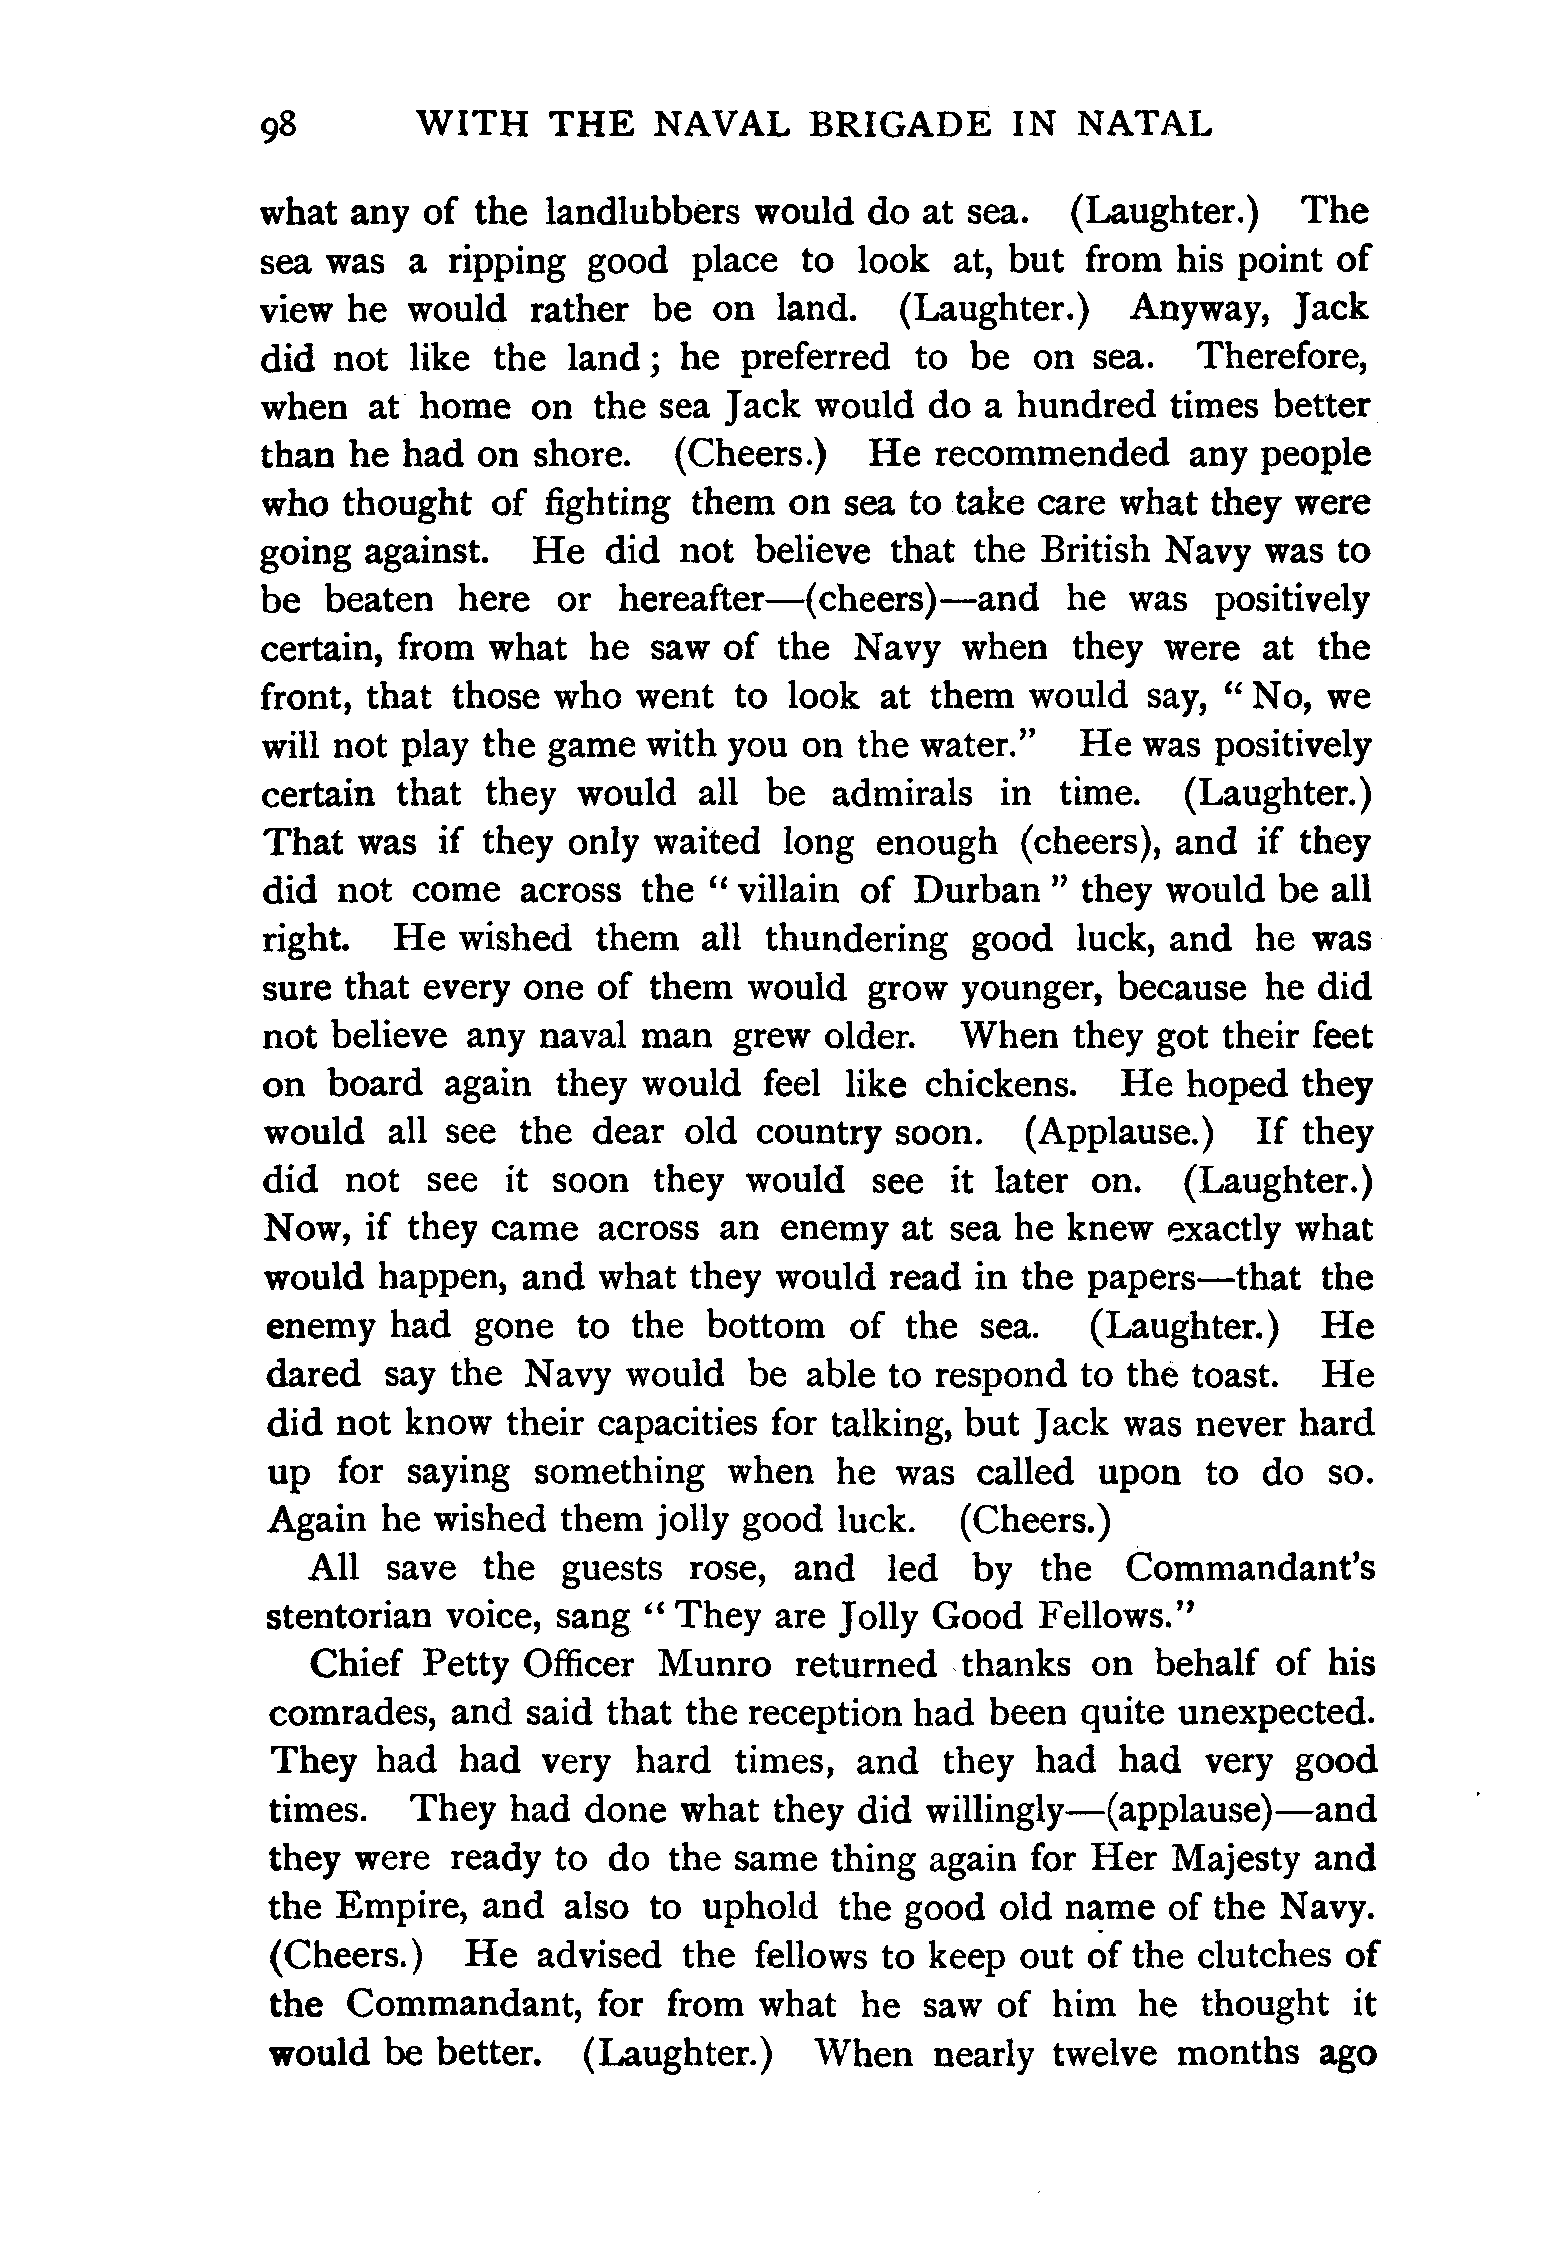 98 WITH THE NAVAL BRIGADE IN NATAL
what any of the landlubbers would do at sea. (Laughter.) The
sea was a ripping good place to look at, but from his point of
view he would rather be on land. (Laughter.) Anyway, Jack
did not like the land; he preferred to be on sea. Therefore,
when at home on the sea Jack would do a hundred times better
than he had on shore. (Cheers.) He recommended any people
who thought of fighting them on sea to take care what they were
going against. He did not believe that the British Navy was to
be beaten here or hereafter—(cheers)—and he was positively
certain, from what he saw of the Navy when they were at the
front, that those who went to look at them would say, "No, we
will not play the game with you on the water." He was positively
certain that they would all be admirals in time. (Laughter.)
That was if they only waited long enough (cheers), and if they
did not come across the "villain of Durban" they would be all
right. He wished them all thundering good luck, and he was
sure that every one of them would grow younger, because he did
not believe any naval man grew older. When they got their feet
on board again they would feel like chickens. He hoped they
would all see the dear old country soon. (Applause.) If they
did not see it soon they would see it later on. (Laughter.)
Now, if they came across an enemy at sea he knew exactly what
would happen, and what they would read in the papers—that the
enemy had gone to the bottom of the sea. (Laughter.) He
dared say the Navy would be able to respond to the toast. He
did not know their capacities for talking, but Jack was never hard
up for saying something when he was called upon to do so.
Again he wished them jolly good luck. (Cheers.)
All save the guests rose, and led by the Commandant's
stentorian voice, sang "They are Jolly Good Fellows."
Chief Petty Officer Munro returned thanks on behalf of his
comrades, and said that the reception had been quite unexpected.
They had had very hard times, and they had had very good
times. They had done what they did willingly—(applause)—and
they were ready to do the same thing again for Her Majesty and
the Empire, and also to uphold the good old name of the Navy.
(Cheers.) He advised the fellows to keep out of the clutches of
the Commandant, for from what he saw of him he thought it
would be better. (Laughter.) When nearly twelve months ago